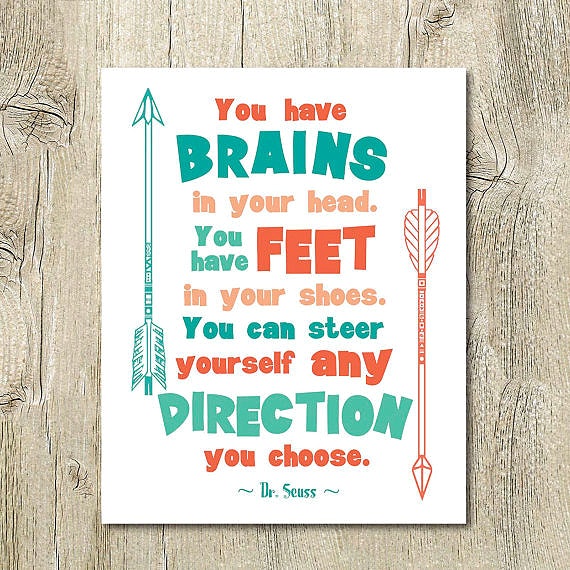 You have
BRAINS
in your head.
You have FEET
in your shoes.
You can steer
yourself any
DIRECTION
you choose.
~ Dr. Seuss ~